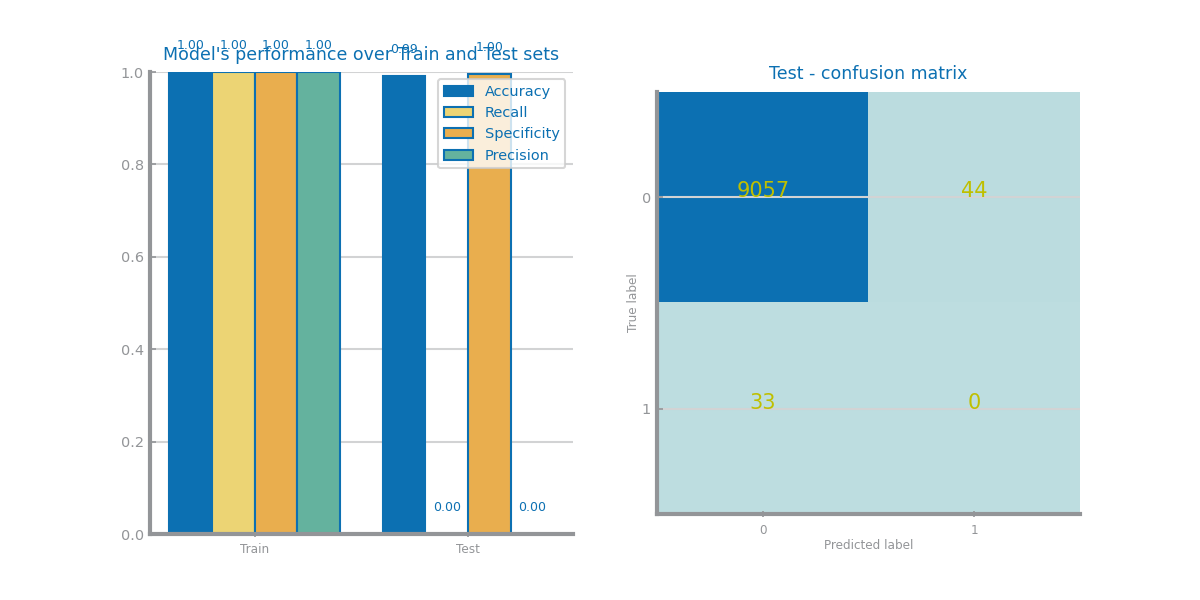 1.00 1.00 1.00 1.00 0.99 1.00
Model's performance over Train and Test sets
1.0
Accuracy
Recall
Specificity
Precision
0.8
0.6
0.4
0.2
0.00 0.00
0.0
Train Test
Test - confusion matrix
True label
0
9057 44
1
33 0
0 1
Predicted label